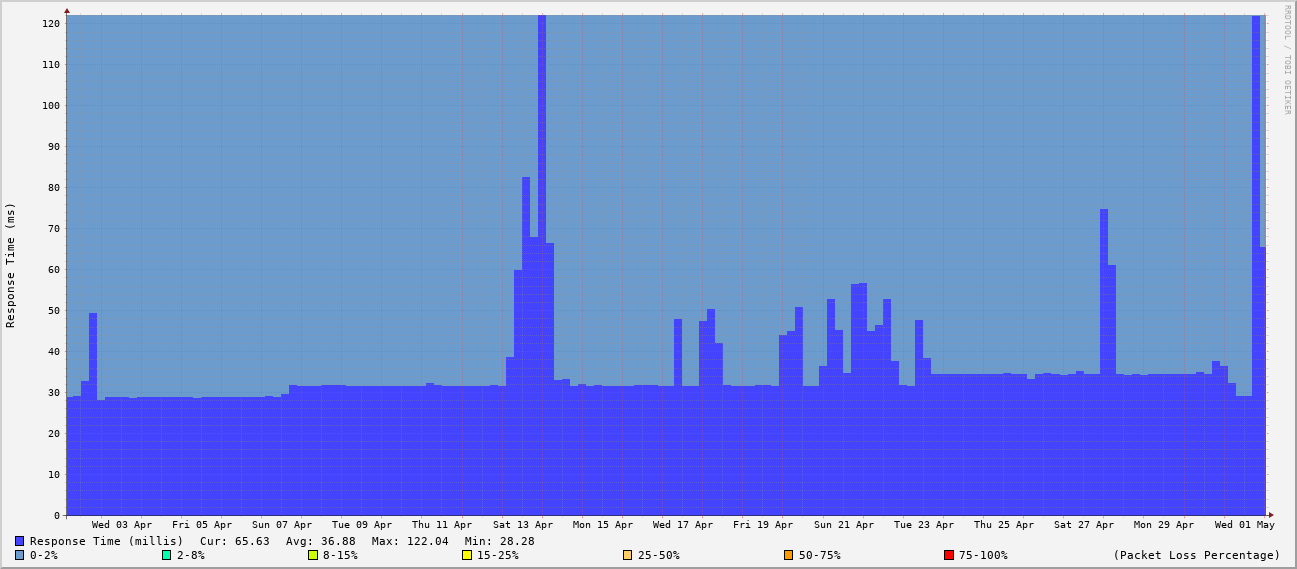 RRDTOOL / TOBI OETIKER
Response Time (ms)
120
110
100
90
80
70
60
50
40
30
20
10
0
Wed 03 Apr Fri 05 Apr Sun 07 Apr Tue 09 Apr Thu 11 Apr Sat 13 Apr Mon 15 Apr Wed 17 Apr Fri 19 Apr Sun 21 Apr Tue 23 Apr Thu 25 Apr Sat 27 Apr Mon 29 Apr Wed 01 May
Response Time (millis) Cur: 65.63 Avg: 36.88 Max: 122.04 Min: 28.28
0-2% 2-8% 8-15% 15-25% 25-50% 50-75% 75-100% (Packet Loss Percentage)